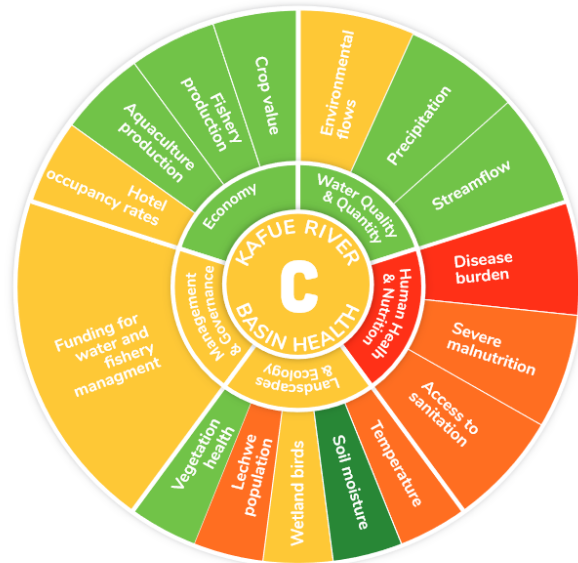 KAFUE RIVER
C
BASIN HEALTH
Water Quality
& Quantity
Environmental
flows
Precipitation
Streamflow
Human Healh
& Nutrition
Disease
burden
Severe
malnutrition
Access to
sanitation
Landscapes
& Ecology
Temperature
Soil moisture
Wetland birds
Lechwe
population
Vegetation
health
Management
& Governance
Funding for
water and
fishery
managment
Economy
Hotel
occupancy rates
Aquaculture
production
Fishery
production
Crop value